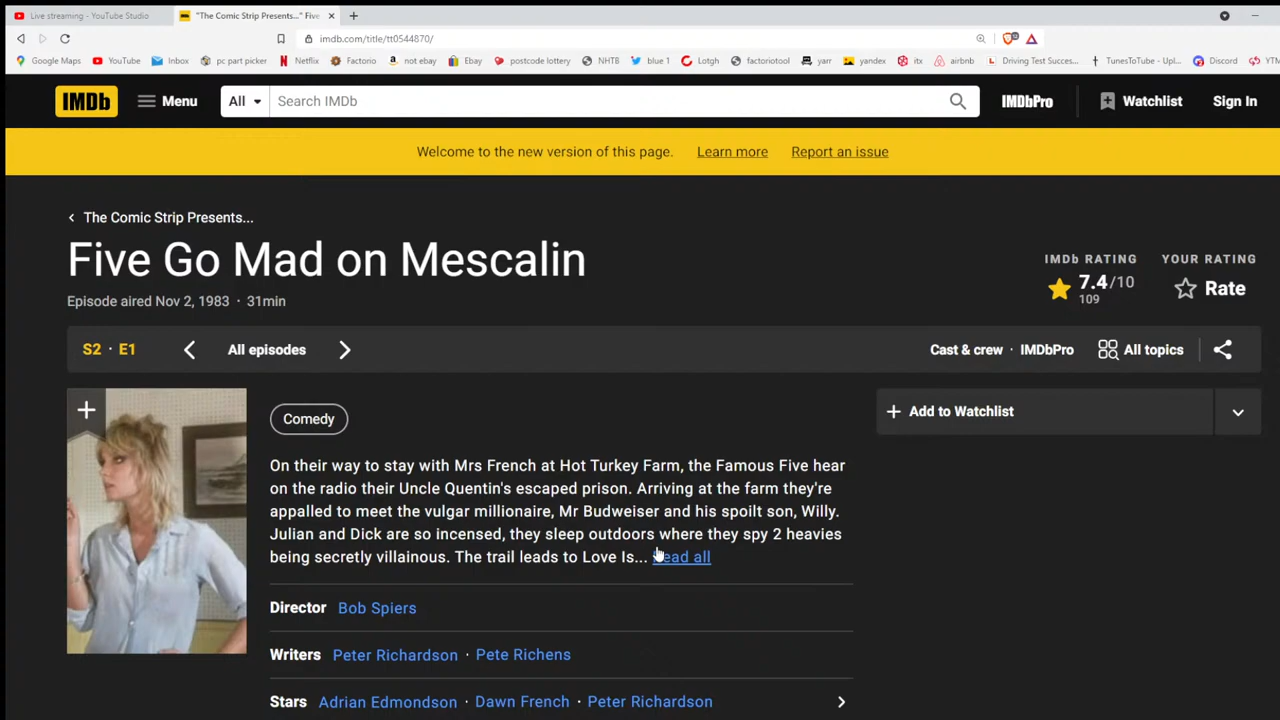 Live streaming - YouTube Studio
"The Comic Strip Presents..." Five
imdb.com/title/tt0544870/
Google Maps YouTube Inbox pc part picker Netflix Factorio not ebay Ebay postcode lottery NHTB blue 1 Lotgh factoriotool yarr yandex itx airbnb Driving Test Succes... TunesToTube - Upl... Discord YTM
IMDb Menu All Search IMDb IMDbPro Watchlist Sign In
Welcome to the new version of this page. Learn more Report an issue
The Comic Strip Presents...
Five Go Mad on Mescalin
Episode aired Nov 2, 1983 · 31min
IMDb RATING YOUR RATING
7.4/10 Rate
109
S2 · E1 All episodes Cast & crew · IMDbPro All topics
Comedy
Add to Watchlist
On their way to stay with Mrs French at Hot Turkey Farm, the Famous Five hear
on the radio their Uncle Quentin's escaped prison. Arriving at the farm they're
appalled to meet the vulgar millionaire, Mr Budweiser and his spoilt son, Willy.
Julian and Dick are so incensed, they sleep outdoors where they spy 2 heavies
being secretly villainous. The trail leads to Love Is... Read all
Director Bob Spiers
Writers Peter Richardson · Pete Richens
Stars Adrian Edmondson · Dawn French · Peter Richardson